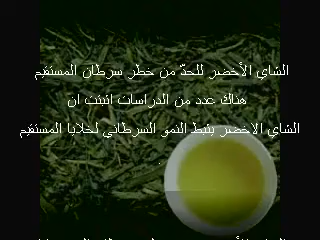 الشاي الأخضر للحدّ من خطر سرطان المستقيم
هناك عدد من الدراسات اثبتت ان
الشاي الاخضر يثبط النمو السرطاني لخلايا المستقيم
.